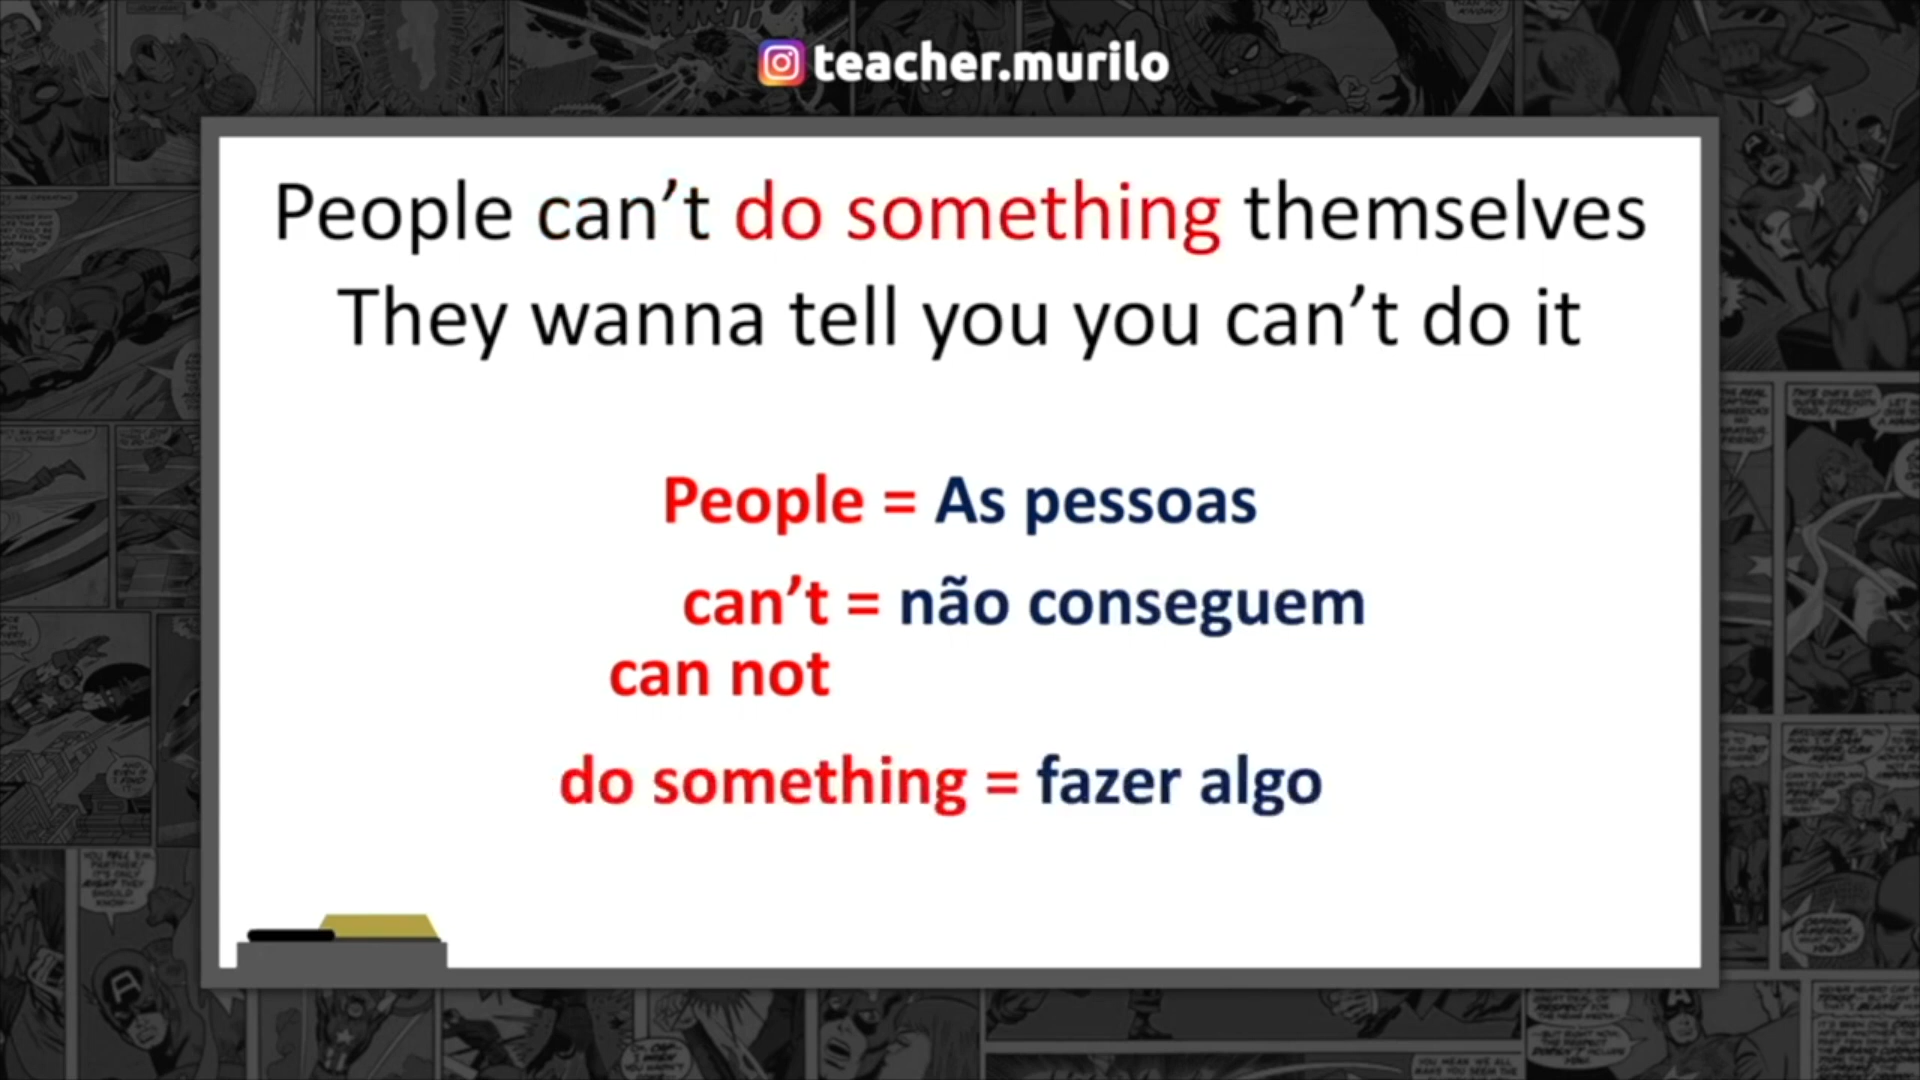 teacher.murilo
People can't do something themselves
They wanna tell you you can't do it
People = As pessoas
can't = não conseguem
can not
do something = fazer algo